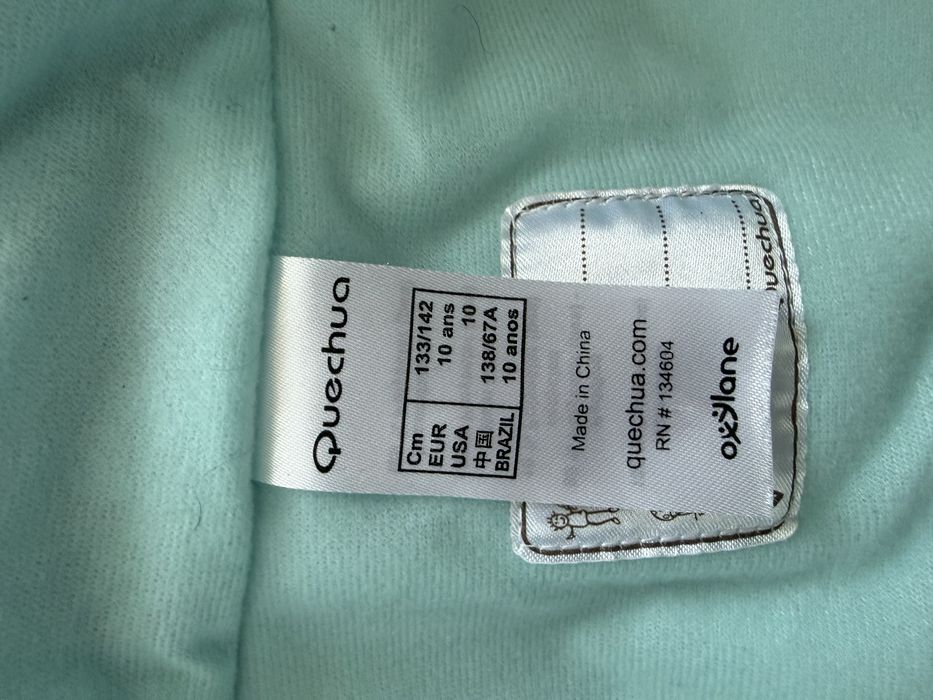 Quechua
Cm 133/142
EUR 10 ans
USA 10
中国 138/67A
BRAZIL 10 anos
Made in China
quechua.com
RN # 134604
oxylane
Quechua